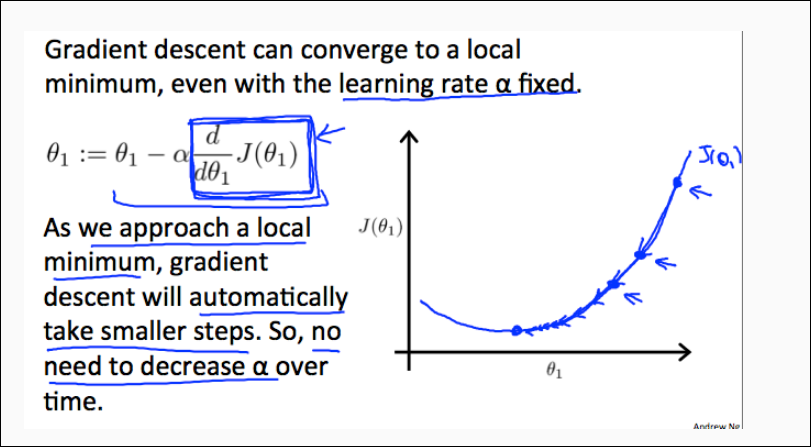 Gradient descent can converge to a local
minimum, even with the learning rate α fixed.
θ₁ := θ₁ − α d/dθ₁ J(θ₁)
As we approach a local
minimum, gradient
descent will automatically
take smaller steps. So, no
need to decrease α over
time.
J(θ₁)
J(θ₁)
θ₁
Andrew Ng